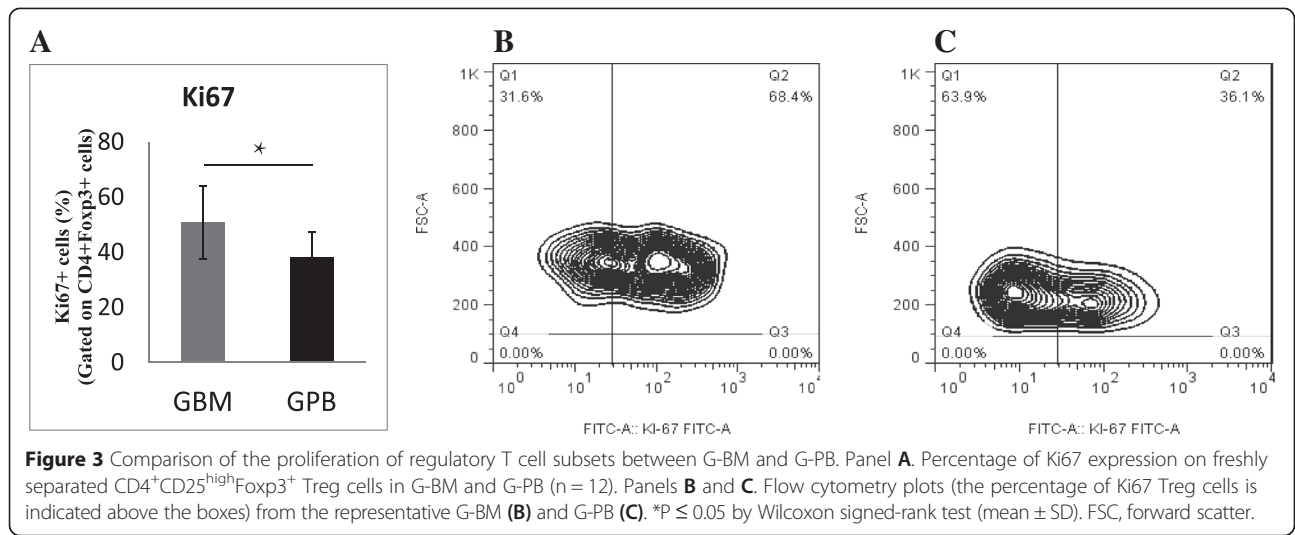 A
Ki67
Ki67+ cells (%)
(Gated on CD4+Foxp3+ cells)
80
60
40
20
0
*
GBM
GPB
B
Q1
31.6%
Q2
68.4%
1K
800
600
400
200
0
FSC-A
Q4
0.00%
Q3
0.00%
10^0
10^1
10^2
10^3
10^4
FITC-A:: KI-67 FITC-A
C
Q1
63.9%
Q2
36.1%
1K
800
600
400
200
0
FSC-A
Q4
0.00%
Q3
0.00%
10^0
10^1
10^2
10^3
10^4
FITC-A:: KI-67 FITC-A
Figure 3 Comparison of the proliferation of regulatory T cell subsets between G-BM and G-PB. Panel A. Percentage of Ki67 expression on freshly
separated CD4+CD25highFoxp3+ Treg cells in G-BM and G-PB (n = 12). Panels B and C. Flow cytometry plots (the percentage of Ki67 Treg cells is
indicated above the boxes) from the representative G-BM (B) and G-PB (C). *P ≤ 0.05 by Wilcoxon signed-rank test (mean ± SD). FSC, forward scatter.